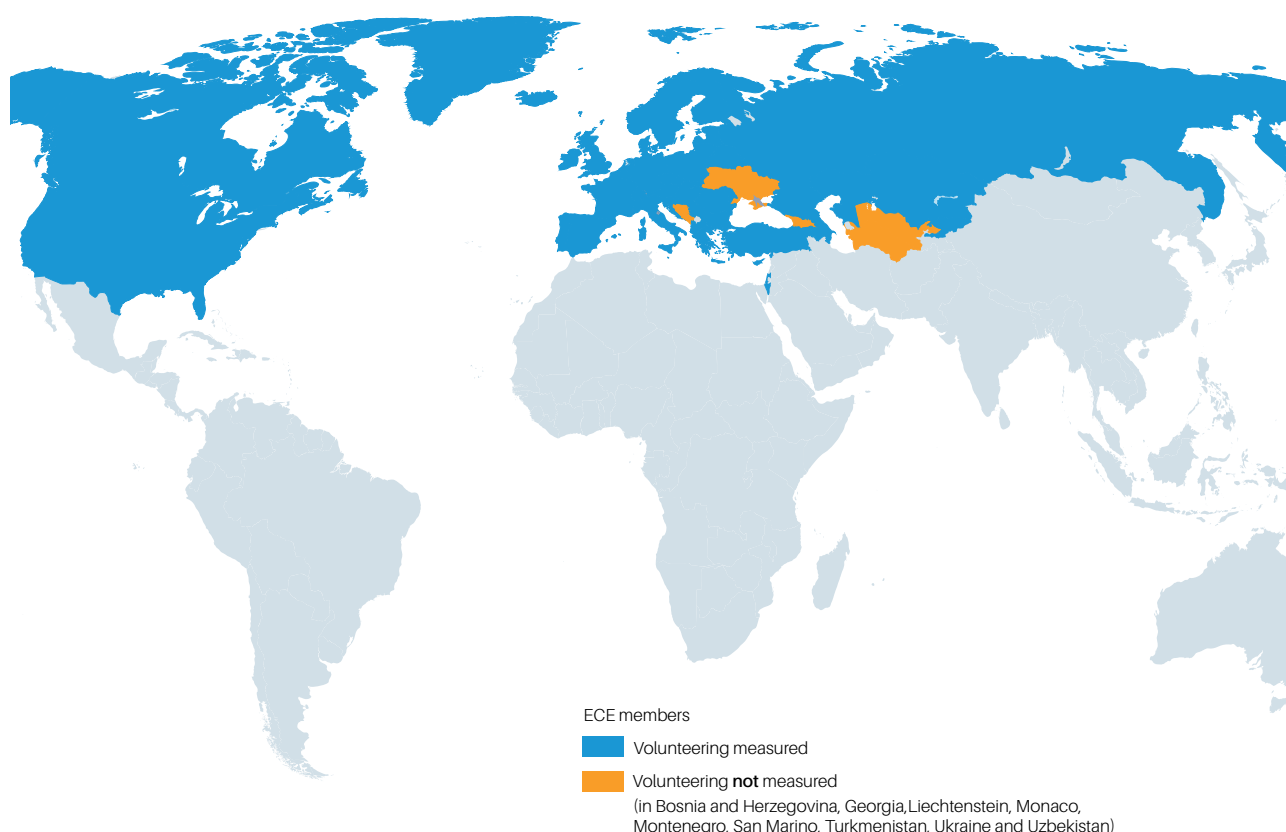 ECE members
Volunteering measured
Volunteering not measured
(in Bosnia and Herzegovina, Georgia,Liechtenstein, Monaco,
Montenegro, San Marino, Turkmenistan, Ukraine and Uzbekistan)